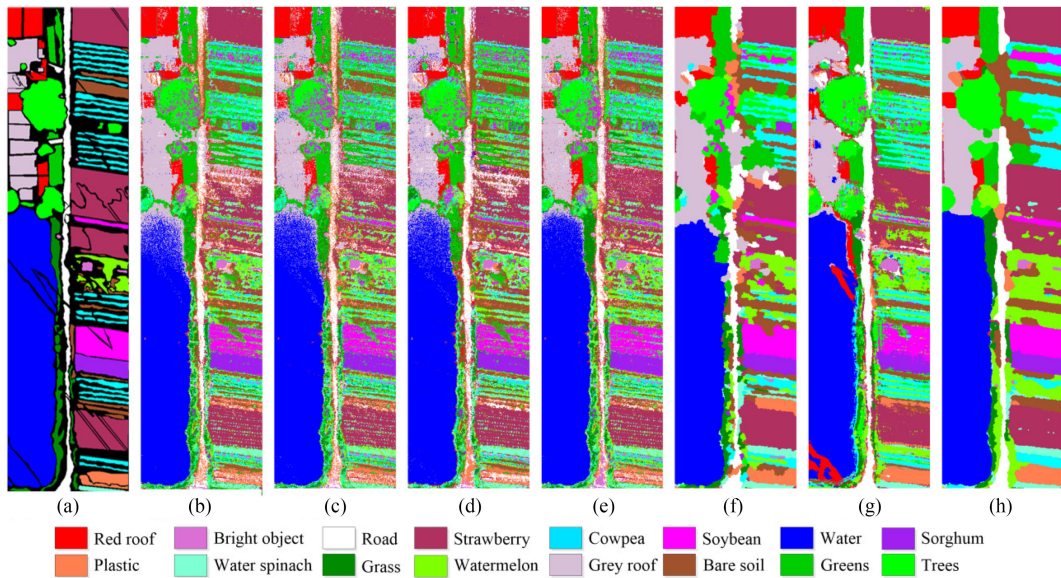 (a) (b) (c) (d) (e) (f) (g) (h)
Red roof Bright object Road Strawberry Cowpea Soybean Water Sorghum
Plastic Water spinach Grass Watermelon Grey roof Bare soil Greens Trees